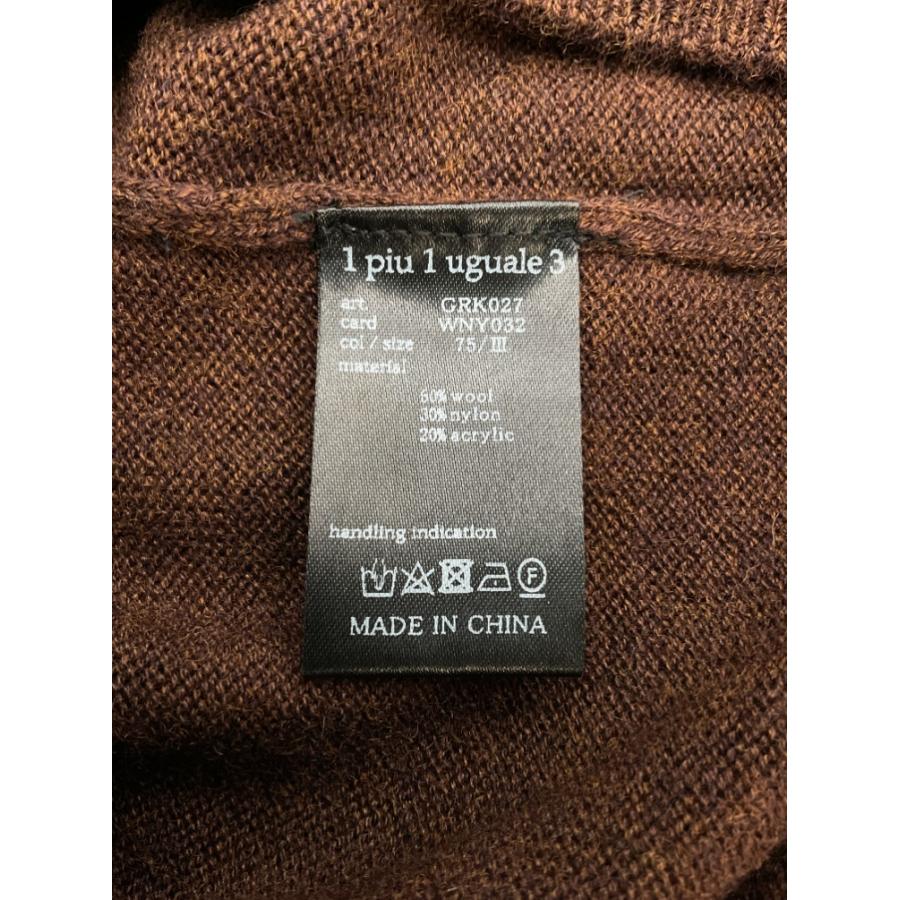 1 piu 1 uguale 3
art. GRK027
card WNY032
col / size 75/III
material
50% wool
30% nylon
20% acrylic
handling indication
F
MADE IN CHINA